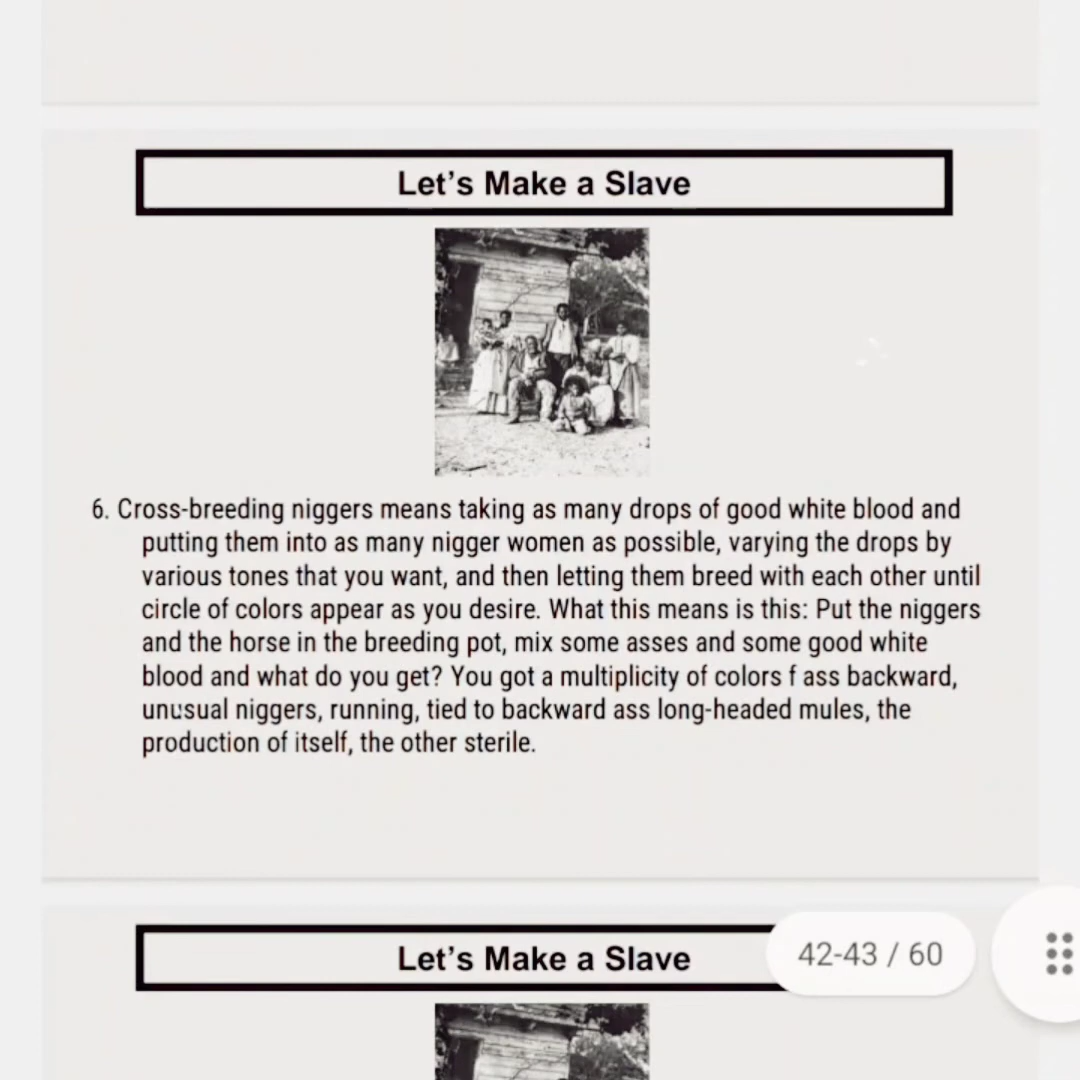 Let's Make a Slave
6. Cross-breeding niggers means taking as many drops of good white blood and
putting them into as many nigger women as possible, varying the drops by
various tones that you want, and then letting them breed with each other until
circle of colors appear as you desire. What this means is this: Put the niggers
and the horse in the breeding pot, mix some asses and some good white
blood and what do you get? You got a multiplicity of colors f ass backward,
unusual niggers, running, tied to backward ass long-headed mules, the
production of itself, the other sterile.
Let's Make a Slave
42-43 / 60